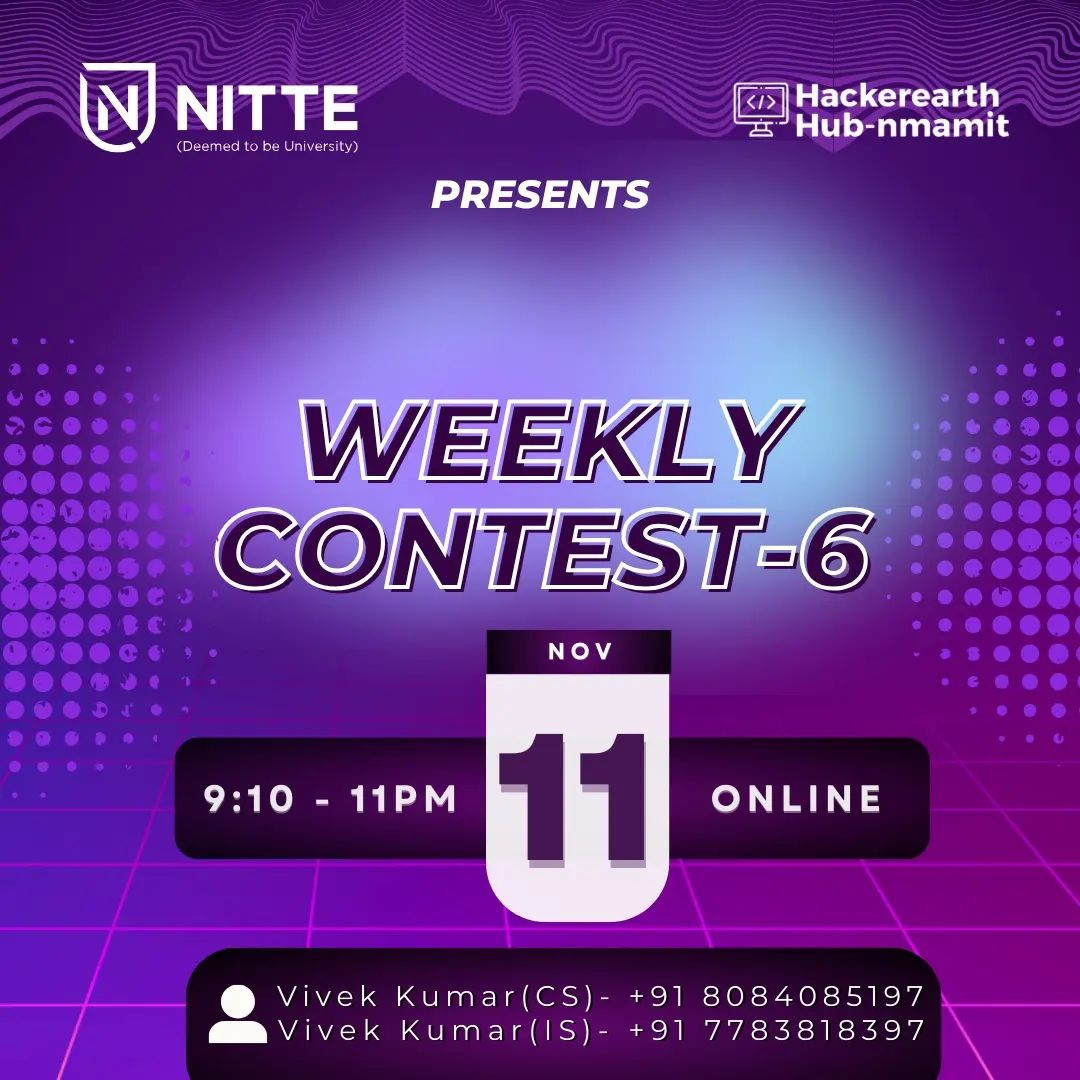 NITTE
(Deemed to be University)
Hackerearth
Hub-nmamit
PRESENTS
WEEKLY
CONTEST-6
NOV
11
9:10 - 11PM
ONLINE
Vivek Kumar(CS)- +91 8084085197
Vivek Kumar(IS)- +91 7783818397